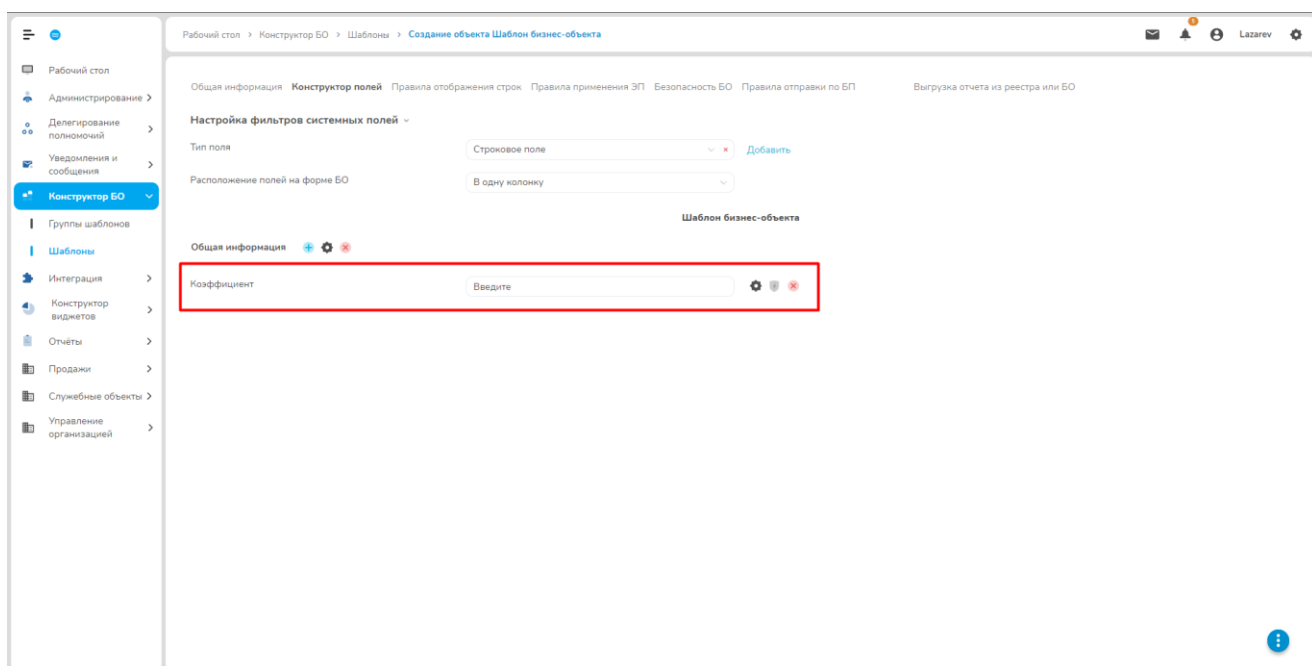 Рабочий стол > Конструктор БО > Шаблоны > Создание объекта Шаблон бизнес-объекта
5
Lazarev
Рабочий стол
Администрирование
Делегирование
полномочий
Уведомления и
сообщения
Конструктор БО
Группы шаблонов
Шаблоны
Интеграция
Конструктор
виджетов
Отчёты
Продажи
Служебные объекты
Управление
организацией
Общая информация Конструктор полей Правила отображения строк Правила применения ЭП Безопасность БО Правила отправки по БП Выгрузка отчета из реестра или БО
Настройка фильтров системных полей
Тип поля Строковое поле Добавить
Расположение полей на форме БО В одну колонку
Шаблон бизнес-объекта
Общая информация
Коэффициент Введите